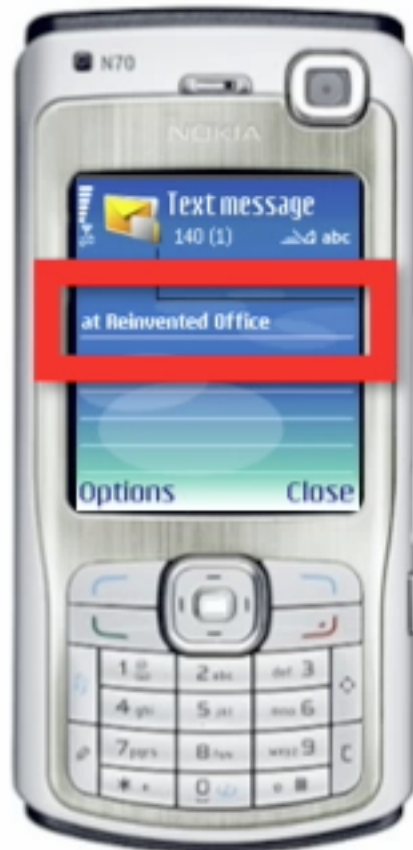 N70
NOKIA
Text message
140 (1) abc
at Reinvented Office
Options Close
1 2 abc def 3
4 ghi 5 jkl mno 6
7 pqrs 8 tuv wxyz 9 C
* + 0 #